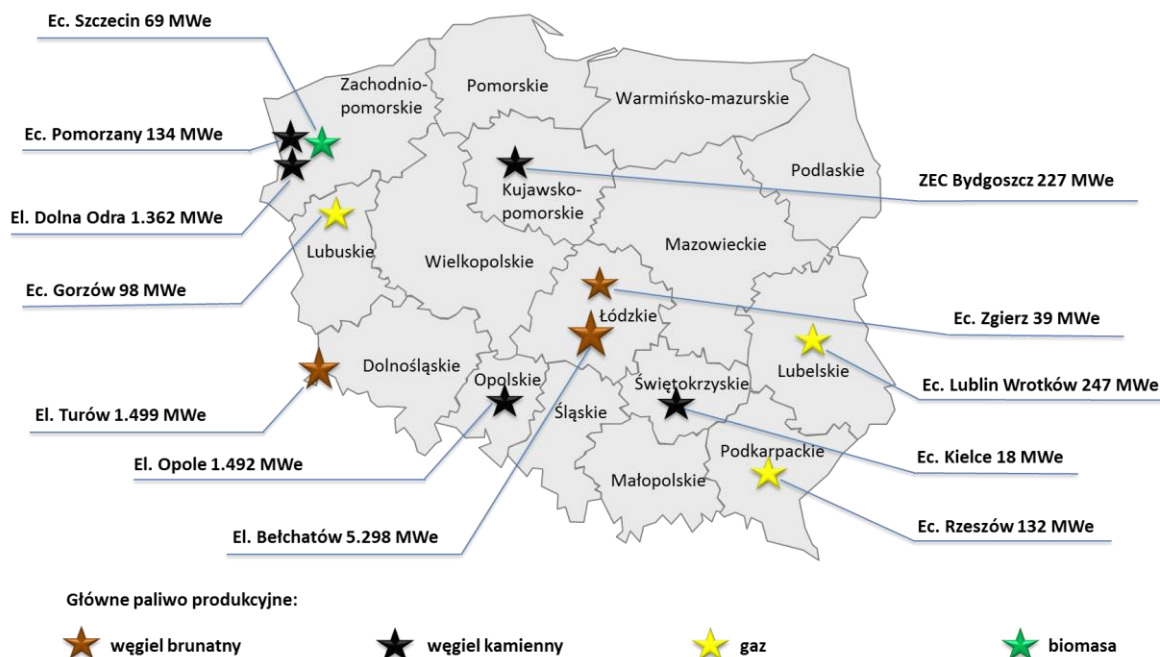 Ec. Szczecin 69 MWe
Zachodnio-
pomorskie
Pomorskie
Warmińsko-mazurskie
Ec. Pomorzany 134 MWe
Podlaskie
ZEC Bydgoszcz 227 MWe
Kujawsko-
pomorskie
El. Dolna Odra 1.362 MWe
Mazowieckie
Lubuskie
Wielkopolskie
Ec. Gorzów 98 MWe
Łódzkie
Ec. Zgierz 39 MWe
Dolnośląskie
Opolskie
Świętokrzyskie
Lubelskie
Ec. Lublin Wrotków 247 MWe
El. Turów 1.499 MWe
Śląskie
Podkarpackie
El. Opole 1.492 MWe
Małopolskie
Ec. Kielce 18 MWe
Ec. Rzeszów 132 MWe
El. Bełchatów 5.298 MWe
Główne paliwo produkcyjne:
węgiel brunatny
węgiel kamienny
gaz
biomasa